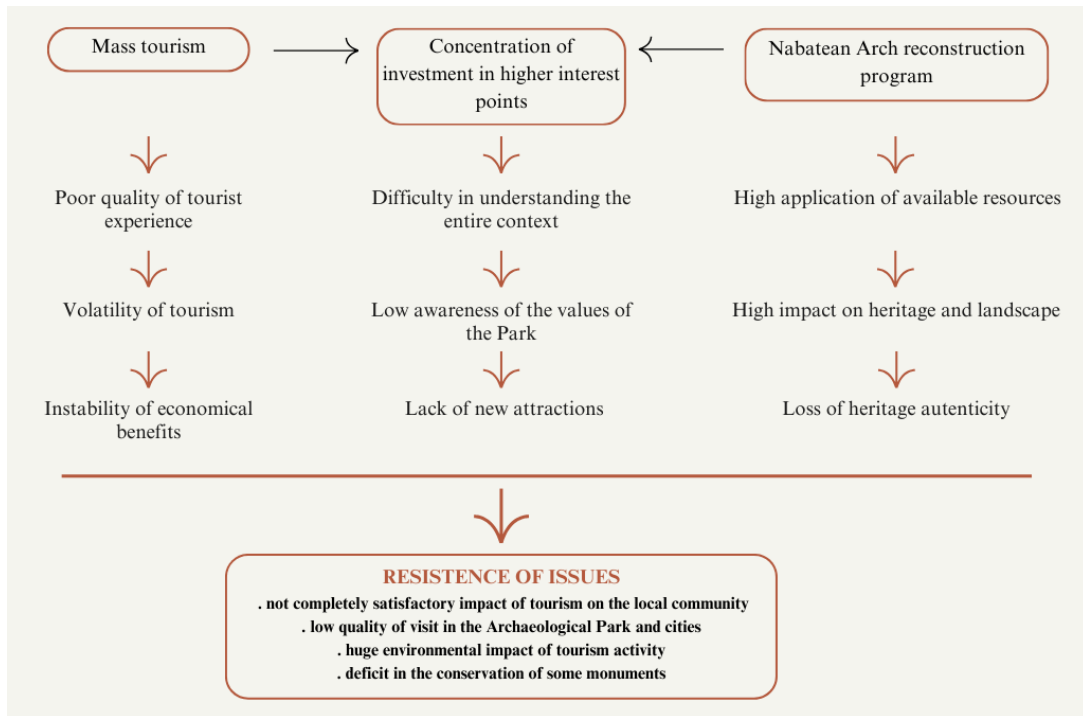 Mass tourism
Concentration of
investment in higher interest
points
Nabatean Arch reconstruction
program
Poor quality of tourist
experience
Difficulty in understanding the
entire context
High application of available resources
Volatility of tourism
Low awareness of the values of
the Park
High impact on heritage and landscape
Instability of economical
benefits
Lack of new attractions
Loss of heritage autenticity
RESISTENCE OF ISSUES
. not completely satisfactory impact of tourism on the local community
. low quality of visit in the Archaeological Park and cities
. huge environmental impact of tourism activity
. deficit in the conservation of some monuments